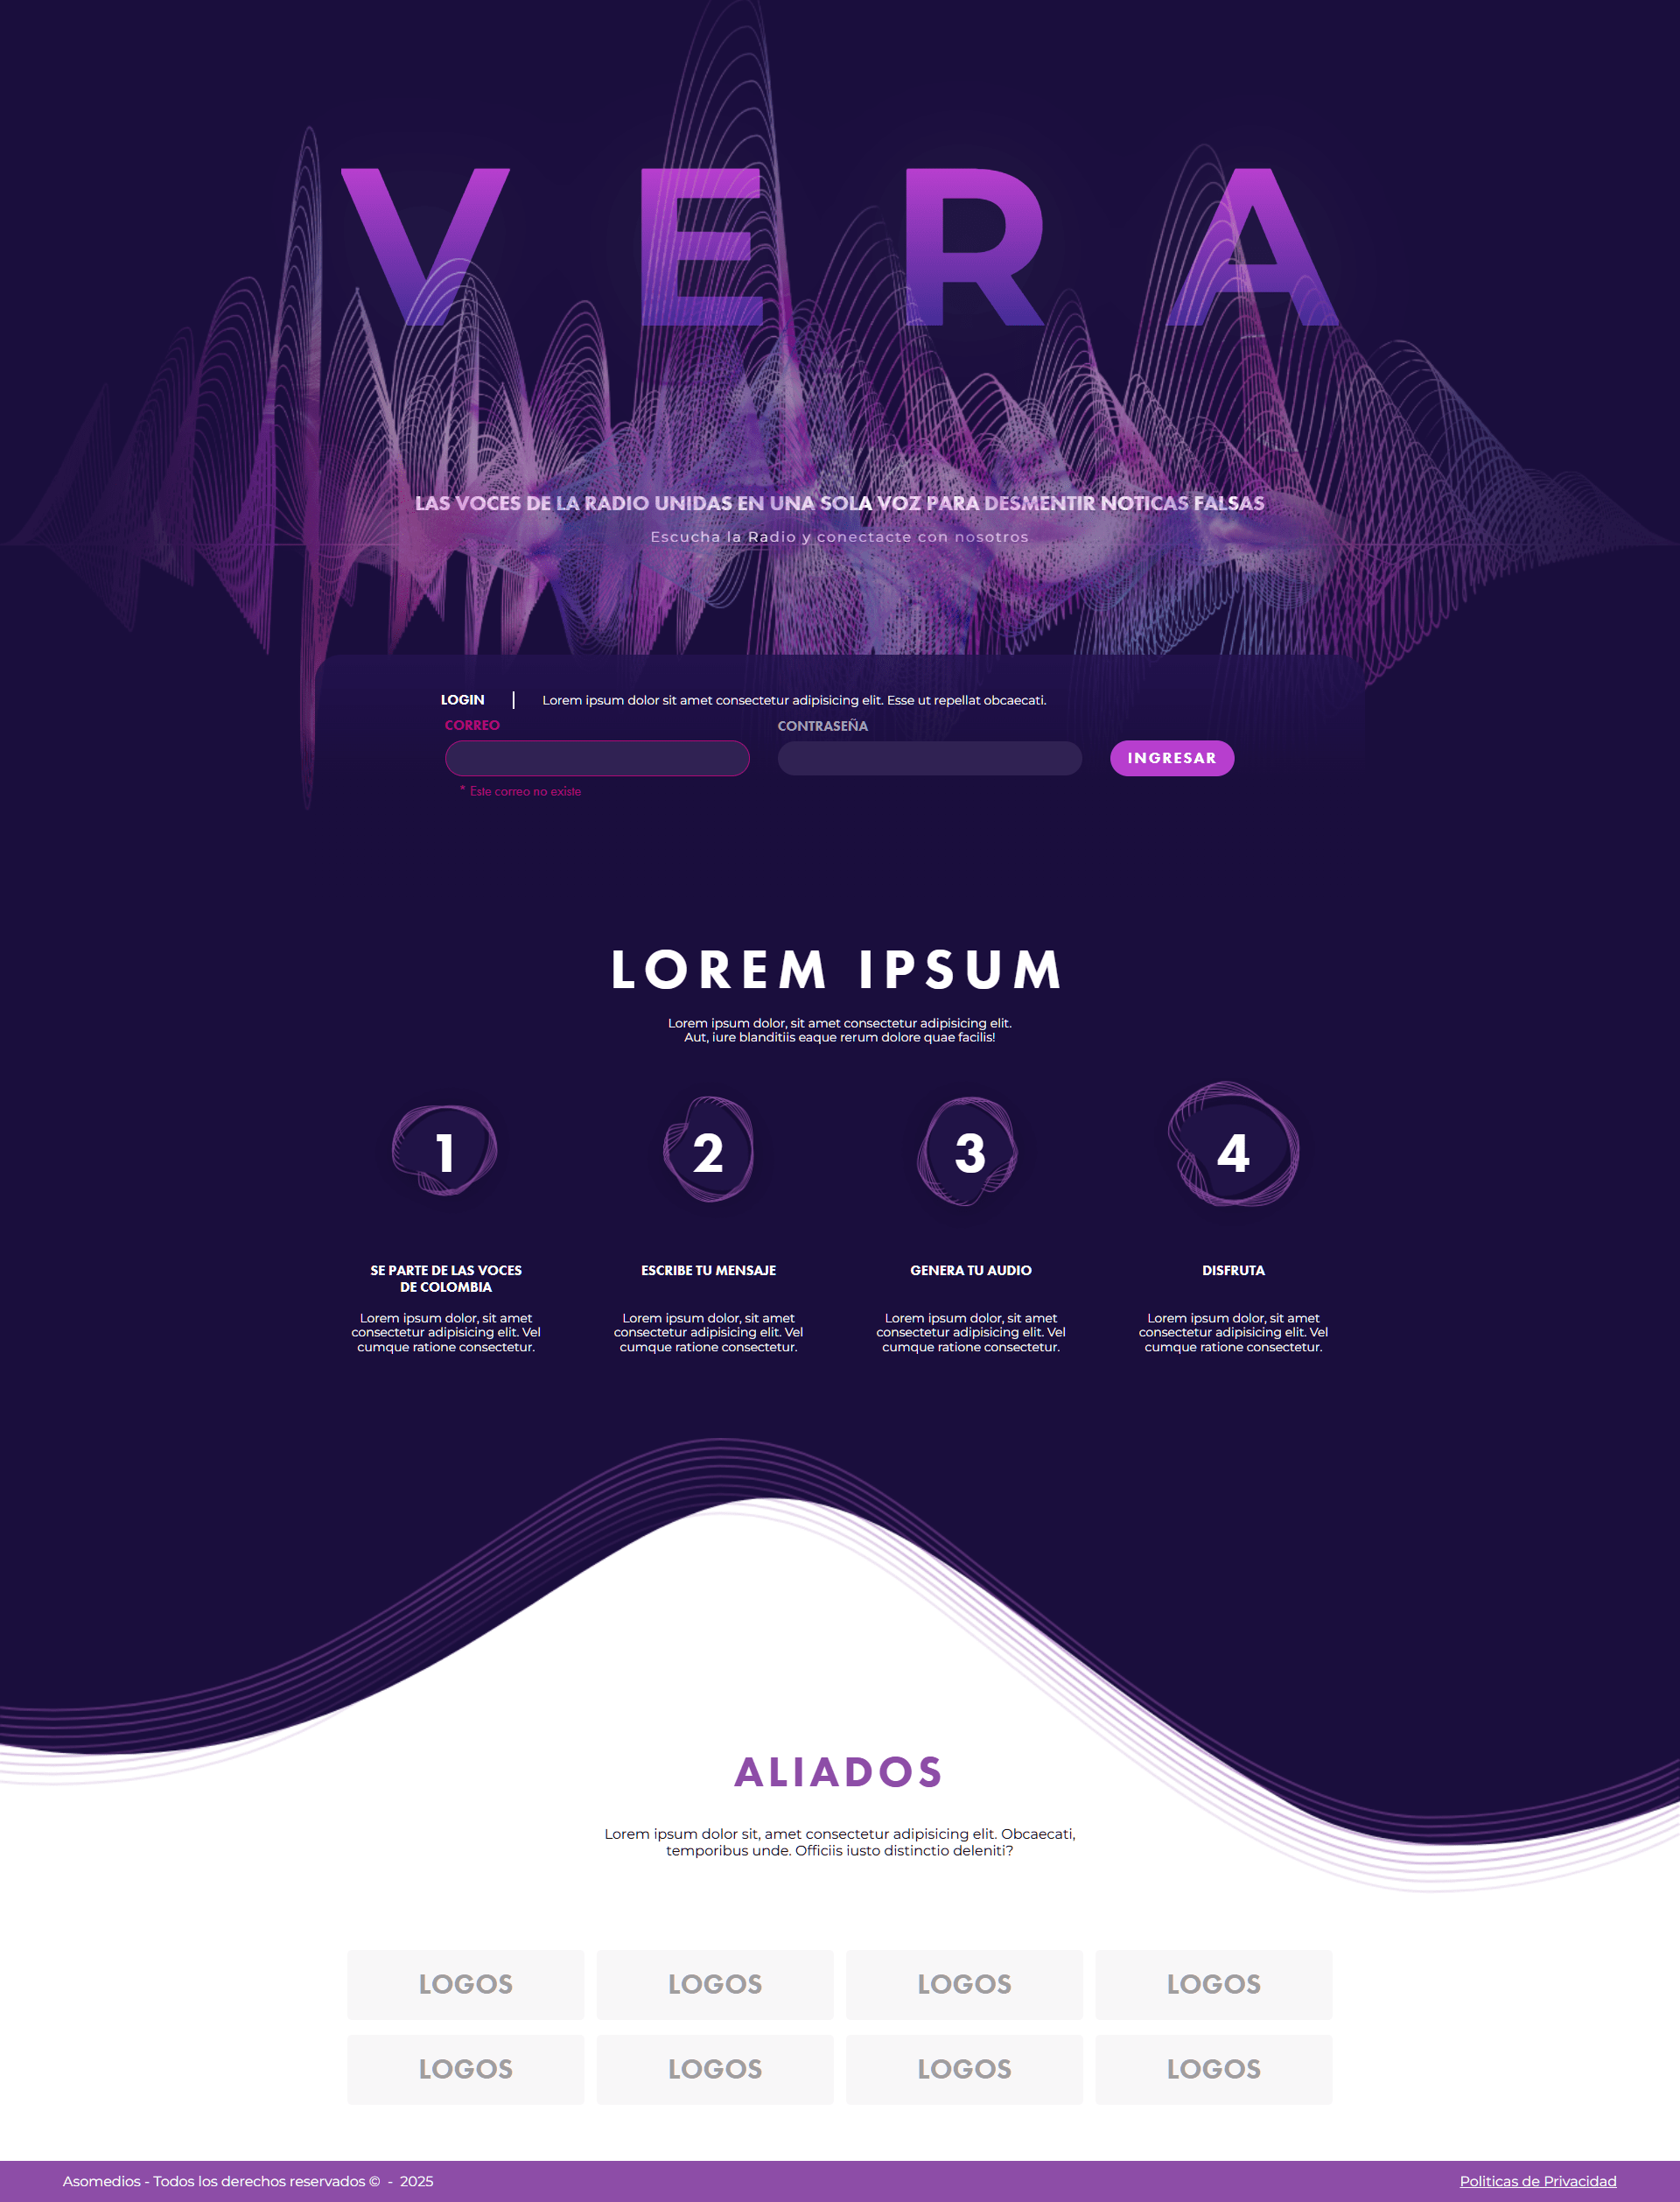 VERA
LAS VOCES DE LA RADIO UNIDAS EN UNA SOLA VOZ PARA DESMENTIR NOTICAS FALSAS
Escucha la Radio y conectacte con nosotros
LOGIN
Lorem ipsum dolor sit amet consectetur adipisicing elit. Esse ut repellat obcaecati.
CORREO
CONTRASEÑA
INGRESAR
* Este correo no existe
LOREM IPSUM
Lorem ipsum dolor, sit amet consectetur adipisicing elit.
Aut, iure blanditiis eaque rerum dolore quae facilis!
1
2
3
4
SE PARTE DE LAS VOCES
DE COLOMBIA
Lorem ipsum dolor, sit amet
consectetur adipisicing elit. Vel
cumque ratione consectetur.
ESCRIBE TU MENSAJE
Lorem ipsum dolor, sit amet
consectetur adipisicing elit. Vel
cumque ratione consectetur.
GENERA TU AUDIO
Lorem ipsum dolor, sit amet
consectetur adipisicing elit. Vel
cumque ratione consectetur.
DISFRUTA
Lorem ipsum dolor, sit amet
consectetur adipisicing elit. Vel
cumque ratione consectetur.
ALIADOS
Lorem ipsum dolor sit, amet consectetur adipisicing elit. Obcaecati,
temporibus unde. Officiis iusto distinctio deleniti?
LOGOS
LOGOS
LOGOS
LOGOS
LOGOS
LOGOS
LOGOS
LOGOS
Asomedios - Todos los derechos reservados © - 2025
Politicas de Privacidad